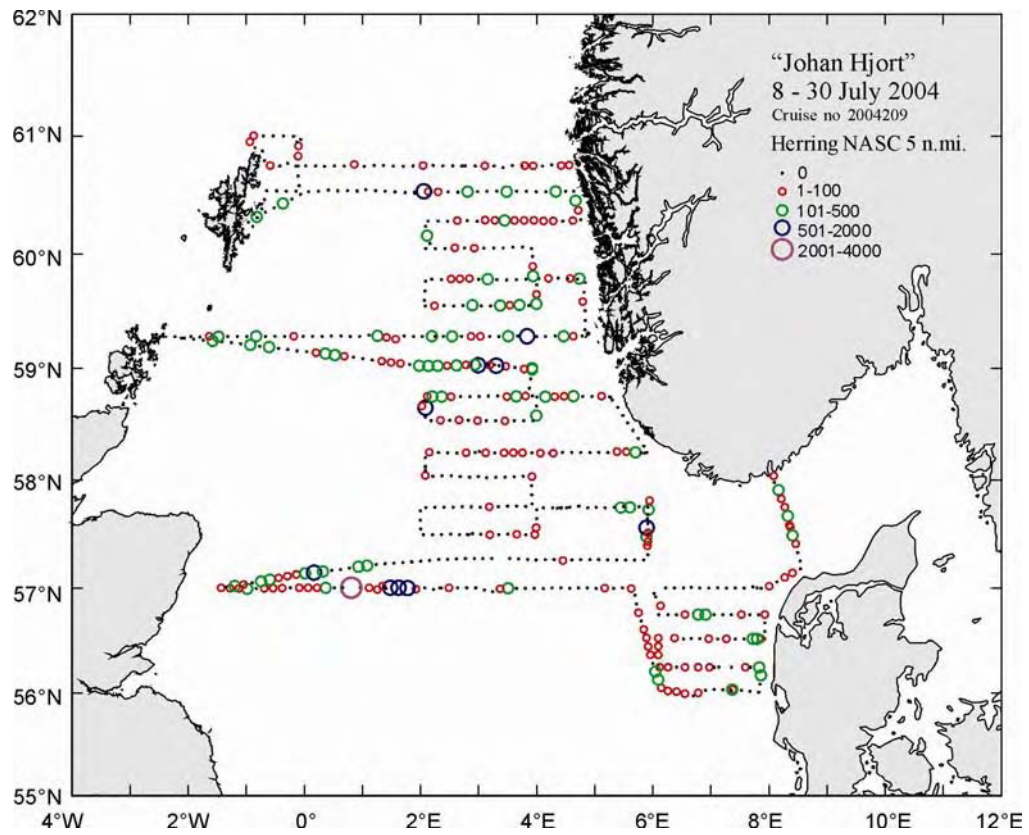 62°N
61°N
60°N
59°N
58°N
57°N
56°N
55°N
4°W
2°W
0°
2°E
4°E
6°E
8°E
10°E
12°E
"Johan Hjort"
8 - 30 July 2004
Cruise no 2004209
Herring NASC 5 n.mi.
0
1-100
101-500
501-2000
2001-4000